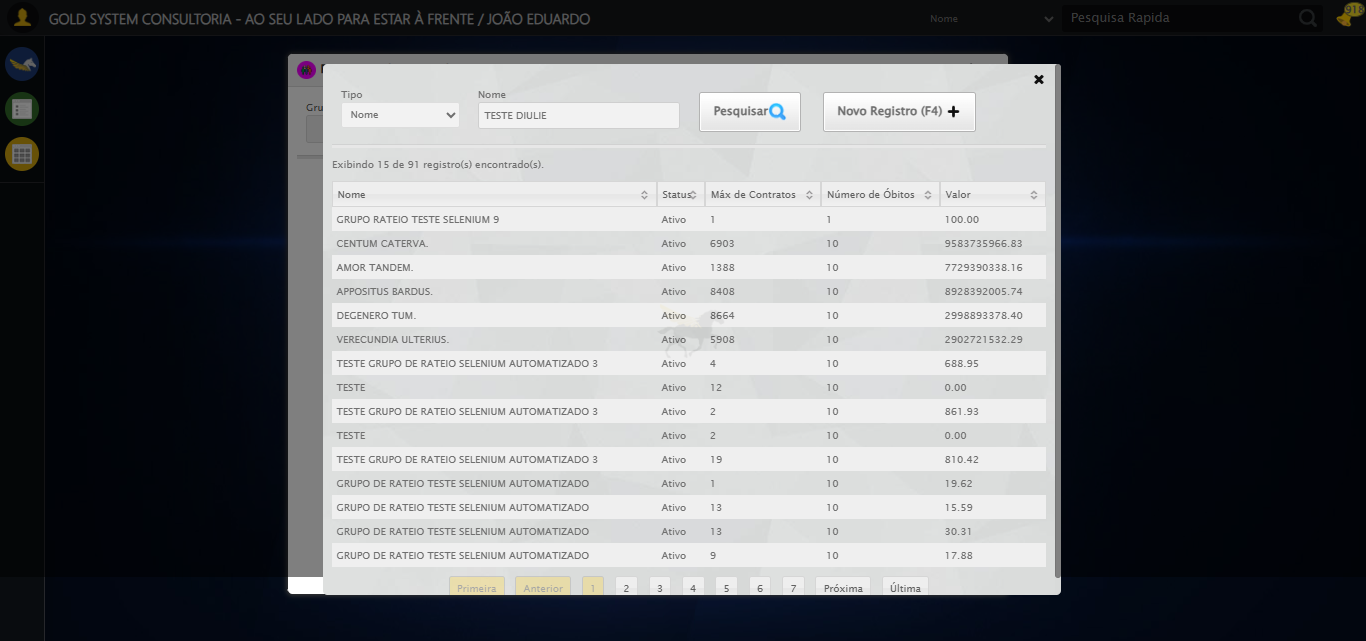 GOLD SYSTEM CONSULTORIA - AO SEU LADO PARA ESTAR À FRENTE / JOÃO EDUARDO
Nome
Pesquisa Rapida
918
Gru
Tipo
Nome
Nome
TESTE DIULIE
Pesquisar
Novo Registro (F4)
Exibindo 15 de 91 registro(s) encontrado(s).
Nome Status Máx de Contratos Número de Óbitos Valor
GRUPO RATEIO TESTE SELENIUM 9 Ativo 1 1 100.00
CENTUM CATERVA. Ativo 6903 10 9583735966.83
AMOR TANDEM. Ativo 1388 10 7729390338.16
APPOSITUS BARDUS. Ativo 8408 10 8928392005.74
DEGENERO TUM. Ativo 8664 10 2998893378.40
VERECUNDIA ULTERIUS. Ativo 5908 10 2902721532.29
TESTE GRUPO DE RATEIO SELENIUM AUTOMATIZADO 3 Ativo 4 10 688.95
TESTE Ativo 12 10 0.00
TESTE GRUPO DE RATEIO SELENIUM AUTOMATIZADO 3 Ativo 2 10 861.93
TESTE Ativo 2 10 0.00
TESTE GRUPO DE RATEIO SELENIUM AUTOMATIZADO 3 Ativo 19 10 810.42
GRUPO DE RATEIO TESTE SELENIUM AUTOMATIZADO Ativo 1 10 19.62
GRUPO DE RATEIO TESTE SELENIUM AUTOMATIZADO Ativo 13 10 15.59
GRUPO DE RATEIO TESTE SELENIUM AUTOMATIZADO Ativo 13 10 30.31
GRUPO DE RATEIO TESTE SELENIUM AUTOMATIZADO Ativo 9 10 17.88
Primeira Anterior 1 2 3 4 5 6 7 Próxima Última